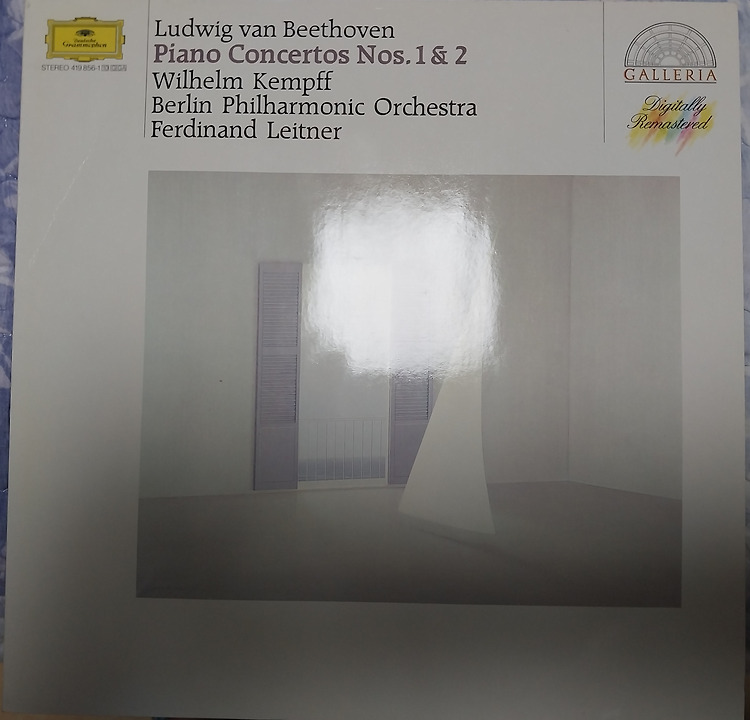 Deutsche
Grammophon
STEREO 419 856-1
Ludwig van Beethoven
Piano Concertos Nos. 1 & 2
Wilhelm Kempff
Berlin Philharmonic Orchestra
Ferdinand Leitner
GALLERIA
Digitally
Remastered